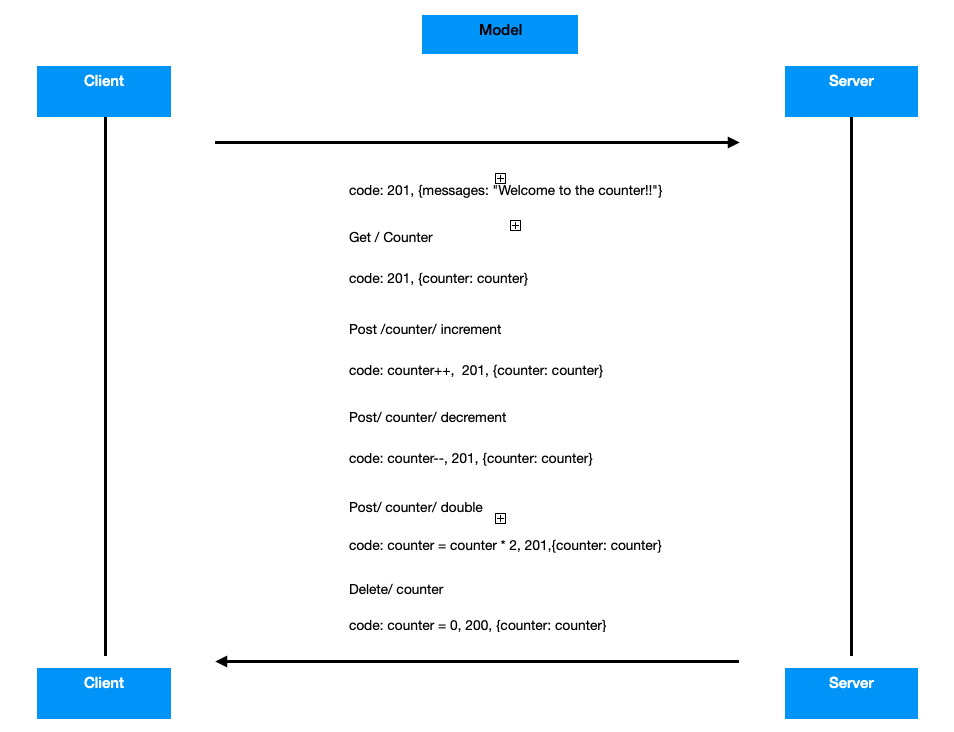 Model
Client
Server
code: 201, {messages: "Welcome to the counter!!"}
Get / Counter
code: 201, {counter: counter}
Post /counter/ increment
code: counter++,  201, {counter: counter}
Post/ counter/ decrement
code: counter--, 201, {counter: counter}
Post/ counter/ double
code: counter = counter * 2, 201,{counter: counter}
Delete/ counter
code: counter = 0, 200, {counter: counter}
Client
Server